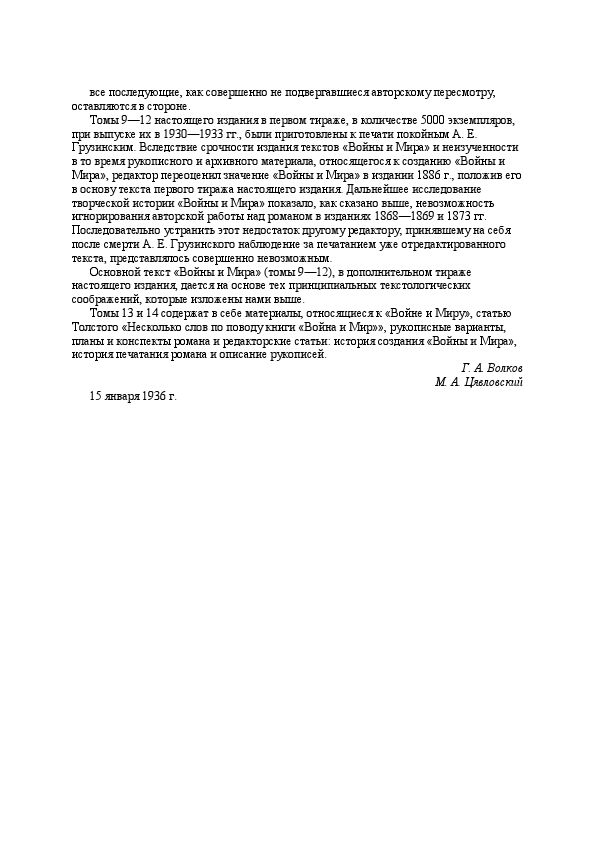 все последующие, как совершенно не подвергавшиеся авторскому пересмотру,
оставляются в стороне.
Томы 9—12 настоящего издания в первом тираже, в количестве 5000 экземпляров,
при выпуске их в 1930—1933 гг., были приготовлены к печати покойным А. Е.
Грузинским. Вследствие срочности издания текстов «Войны и Мира» и неизученности
в то время рукописного и архивного материала, относящегося к созданию «Войны и
Мира», редактор переоценил значение «Войны и Мира» в издании 1886 г., положив его
в основу текста первого тиража настоящего издания. Дальнейшее исследование
творческой истории «Войны и Мира» показало, как сказано выше, невозможность
игнорирования авторской работы над романом в изданиях 1868—1869 и 1873 гг.
Последовательно устранить этот недостаток другому редактору, принявшему на себя
после смерти А. Е. Грузинского наблюдение за печатанием уже отредактированного
текста, представлялось совершенно невозможным.
Основной текст «Войны и Мира» (томы 9—12), в дополнительном тираже
настоящего издания, дается на основе тех принципиальных текстологических
соображений, которые изложены нами выше.
Томы 13 и 14 содержат в себе материалы, относящиеся к «Войне и Миру», статью
Толстого «Несколько слов по поводу книги «Война и Мир»», рукописные варианты,
планы и конспекты романа и редакторские статьи: история создания «Войны и Мира»,
история печатания романа и описание рукописей.
Г. А. Волков
М. А. Цявловский
15 января 1936 г.